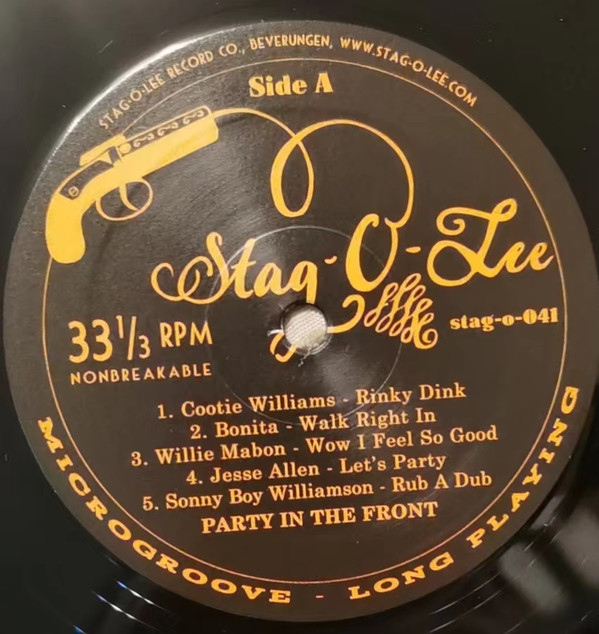 STAG-O-LEE RECORD CO., BEVERUNGEN, WWW.STAG-O-LEE.COM
Side A
Stag-O-Lee
stag-o-041
33 1/3 RPM
NONBREAKABLE
1. Cootie Williams - Rinky Dink
2. Bonita - Walk Right In
3. Willie Mabon - Wow I Feel So Good
4. Jesse Allen - Let's Party
5. Sonny Boy Williamson - Rub A Dub
PARTY IN THE FRONT
MICROGROOVE - LONG PLAYING